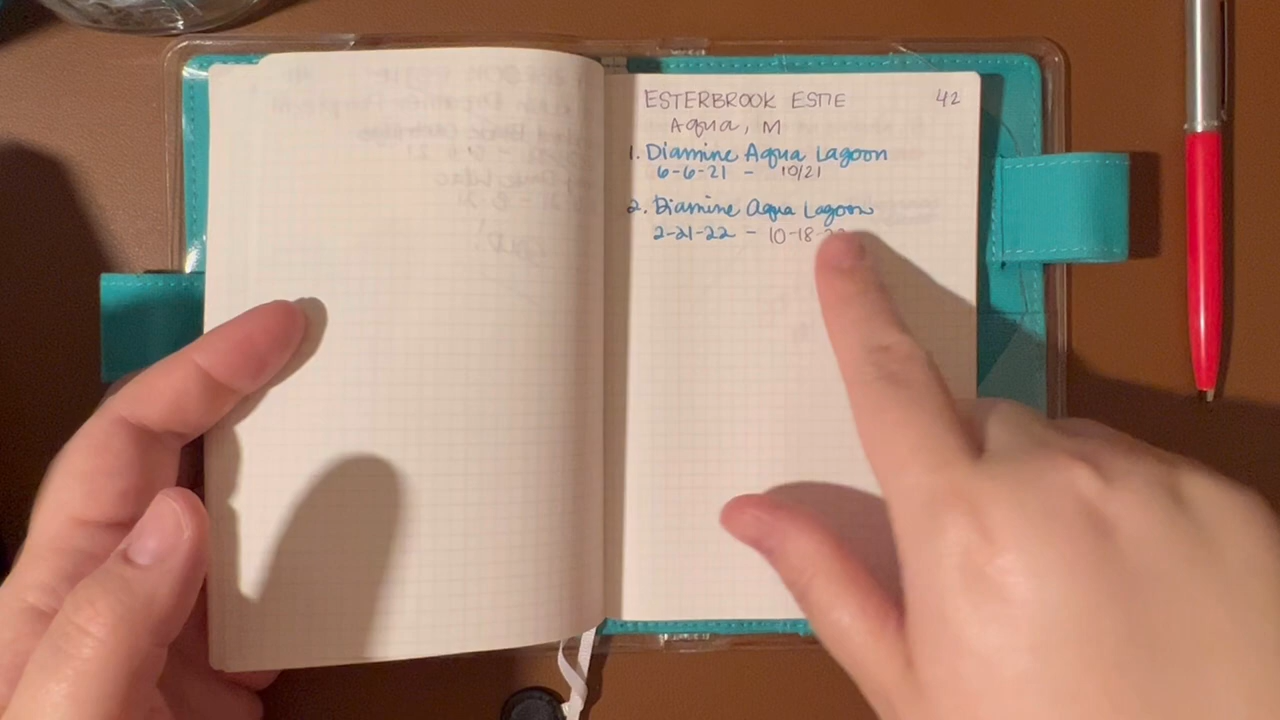 ESTERBROOK ESTIE 42
Aqua, M
1. Diamine Aqua Lagoon
6-6-21 - 10/21
2. Diamine Aqua Lagoon
2-21-22 - 10-18-22